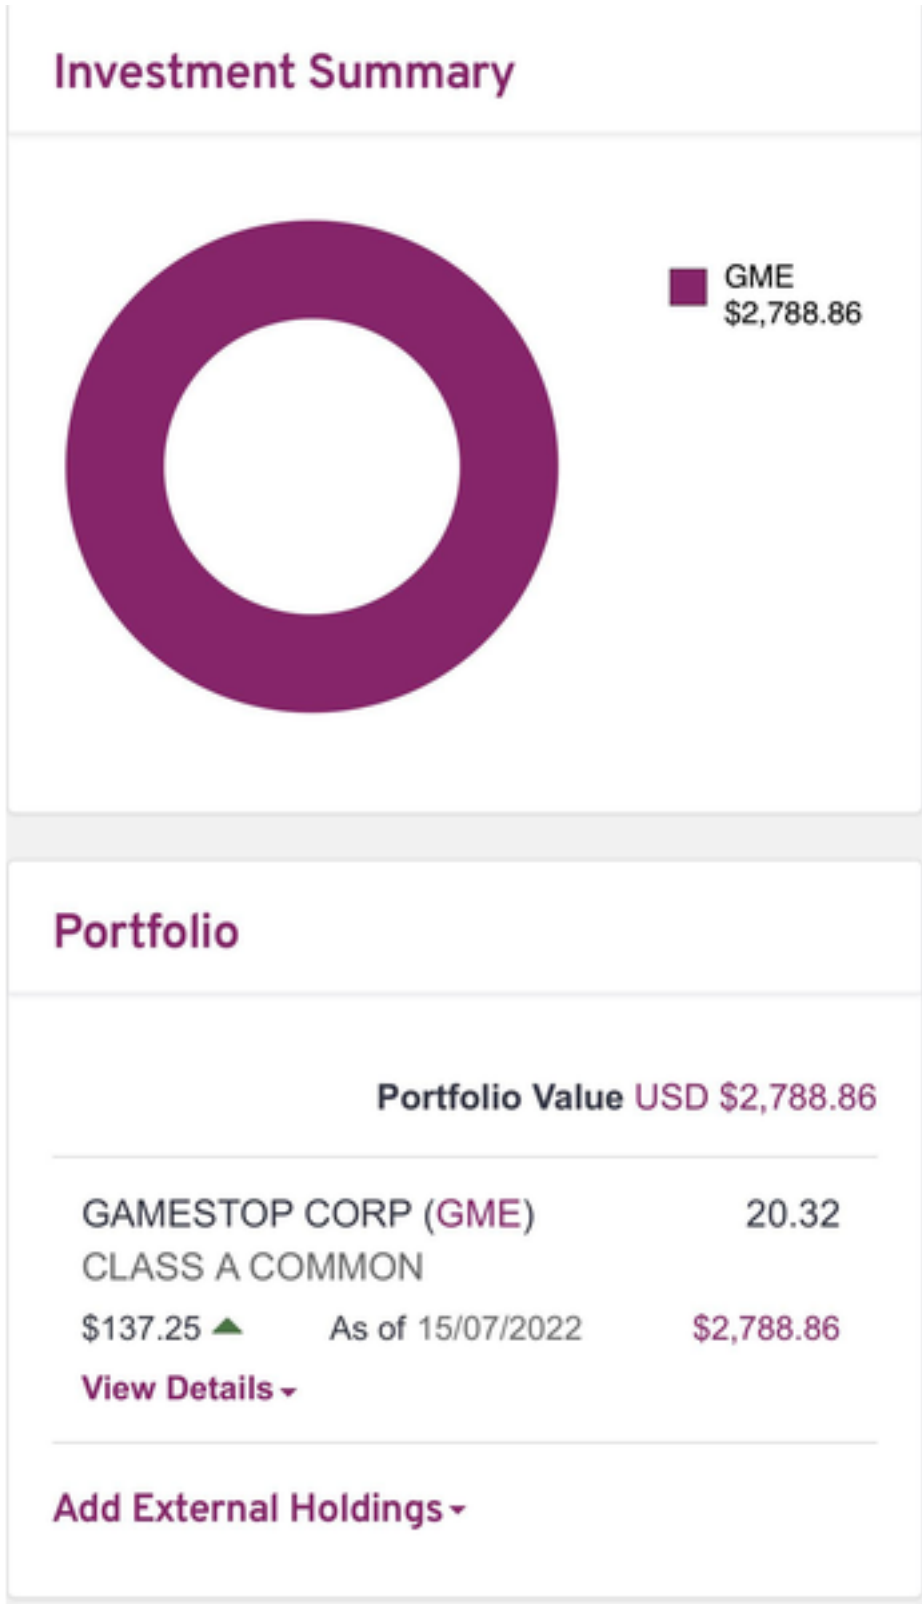 Investment Summary
GME
$2,788.86
Portfolio
Portfolio Value USD $2,788.86
GAMESTOP CORP (GME) 20.32
CLASS A COMMON
$137.25 As of 15/07/2022 $2,788.86
View Details
Add External Holdings